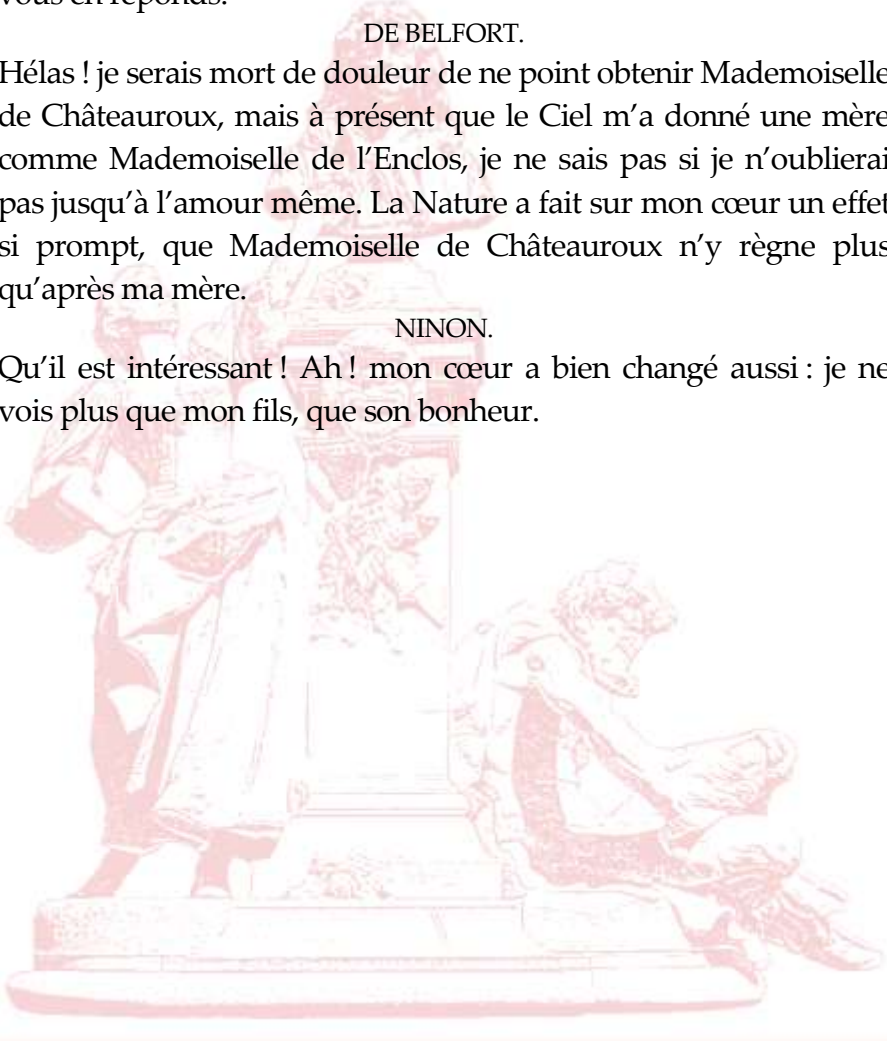 vous en réponds.
DE BELFORT.
Hélas ! je serais mort de douleur de ne point obtenir Mademoiselle
de Châteauroux, mais à présent que le Ciel m’a donné une mère
comme Mademoiselle de l’Enclos, je ne sais pas si je n’oublierai
pas jusqu’à l’amour même. La Nature a fait sur mon cœur un effet
si prompt, que Mademoiselle de Châteauroux n’y règne plus
qu’après ma mère.
NINON.
Qu’il est intéressant ! Ah ! mon cœur a bien changé aussi : je ne
vois plus que mon fils, que son bonheur.